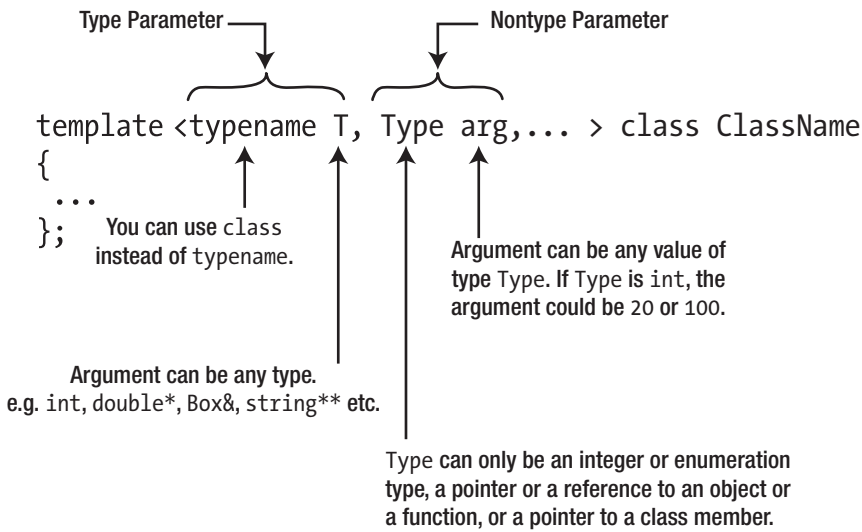 Type Parameter
Nontype Parameter
template <typename T, Type arg,... > class ClassName
{
...
};
You can use class
instead of typename.
Argument can be any value of
type Type. If Type is int, the
argument could be 20 or 100.
Argument can be any type.
e.g. int, double*, Box&, string** etc.
Type can only be an integer or enumeration
type, a pointer or a reference to an object or
a function, or a pointer to a class member.